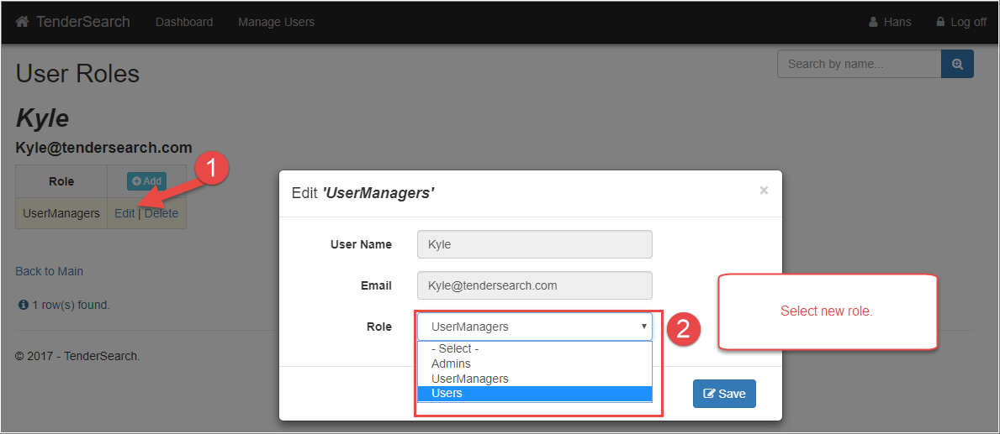 TenderSearch Dashboard Manage Users Hans Log off
User Roles
Search by name...
Kyle
Kyle@tendersearch.com
1
Role Add
UserManagers Edit | Delete
Back to Main
1 row(s) found.
© 2017 - TenderSearch.
Edit 'UserManagers' ×
User Name Kyle
Email Kyle@tendersearch.com
Role UserManagers
2
- Select -
Admins
UserManagers
Users
Save
Select new role.